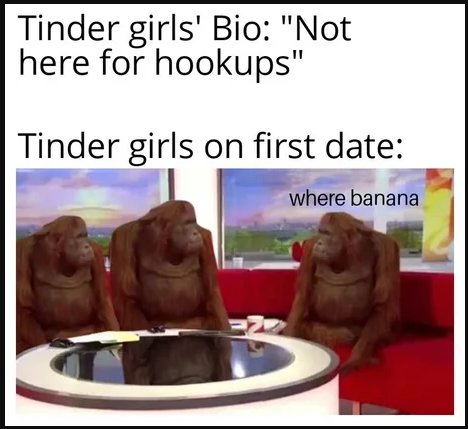 Tinder girls' Bio: "Not
here for hookups"
Tinder girls on first date:
where banana